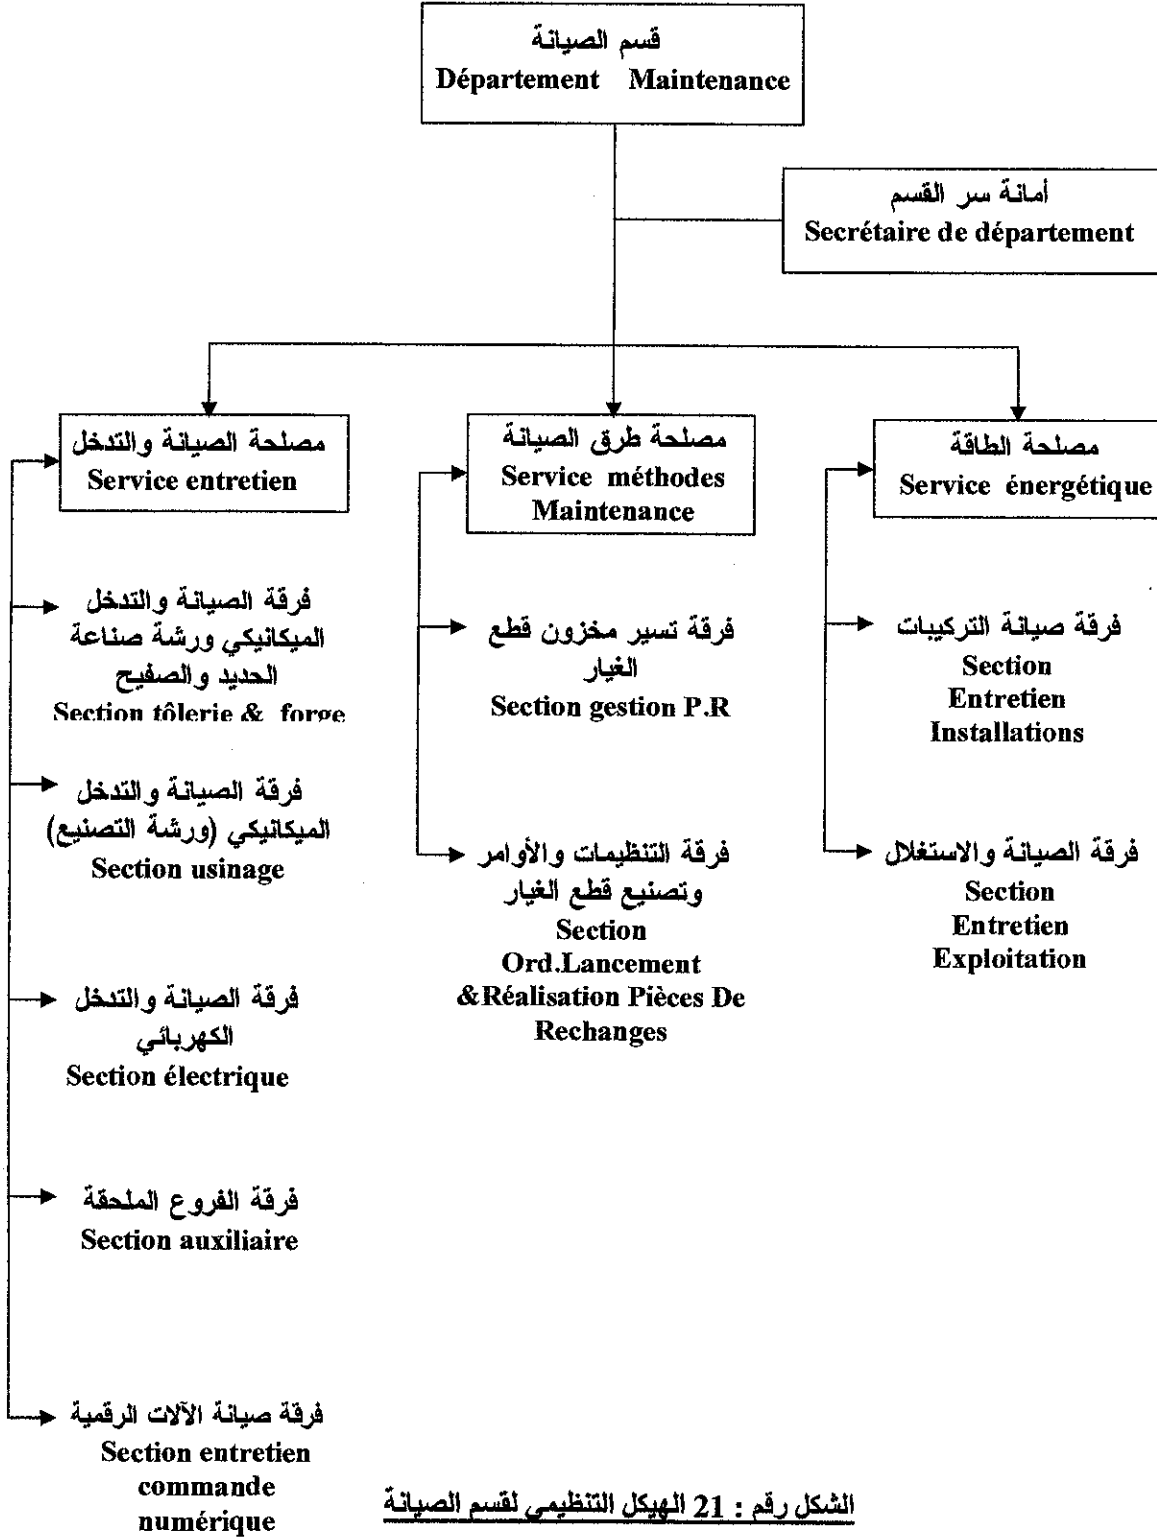 قسم الصيانة
Département Maintenance
أمانة سر القسم
Secrétaire de département
مصلحة الصيانة والتدخل
Service entretien
مصلحة طرق الصيانة
Service méthodes
Maintenance
مصلحة الطاقة
Service énergétique
فرقة الصيانة والتدخل
الميكانيكي ورشة صناعة
الحديد والصفيح
Section tôlerie & forge
فرقة الصيانة والتدخل
الميكانيكي (ورشة التصنيع)
Section usinage
فرقة الصيانة والتدخل
الكهربائي
Section électrique
فرقة الفروع الملحقة
Section auxiliaire
فرقة صيانة الآلات الرقمية
Section entretien
commande
numérique
فرقة تسير مخزون قطع
الغيار
Section gestion P.R
فرقة التنظيمات والأوامر
وتصنيع قطع الغيار
Section
Ord.Lancement
&Réalisation Pièces De
Rechanges
فرقة صيانة التركيبات
Section
Entretien
Installations
فرقة الصيانة والاستغلال
Section
Entretien
Exploitation
الشكل رقم : 21 الهيكل التنظيمي لقسم الصيانة